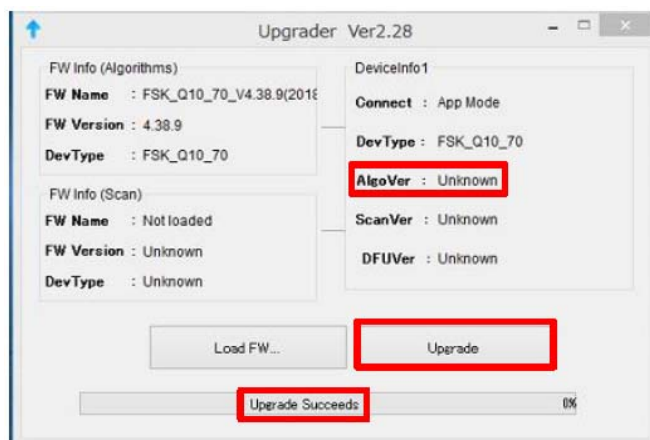 Upgrader Ver2.28
FW Info (Algorithms)
FW Name : FSK_Q10_70_V4.38.9(2018
FW Version : 4.38.9
DevType : FSK_Q10_70
FW Info (Scan)
FW Name : Not loaded
FW Version : Unknown
DevType : Unknown
DeviceInfo1
Connect : App Mode
DevType : FSK_Q10_70
AlgoVer : Unknown
ScanVer : Unknown
DFUVer : Unknown
Load FW...
Upgrade
Upgrade Succeeds
0%